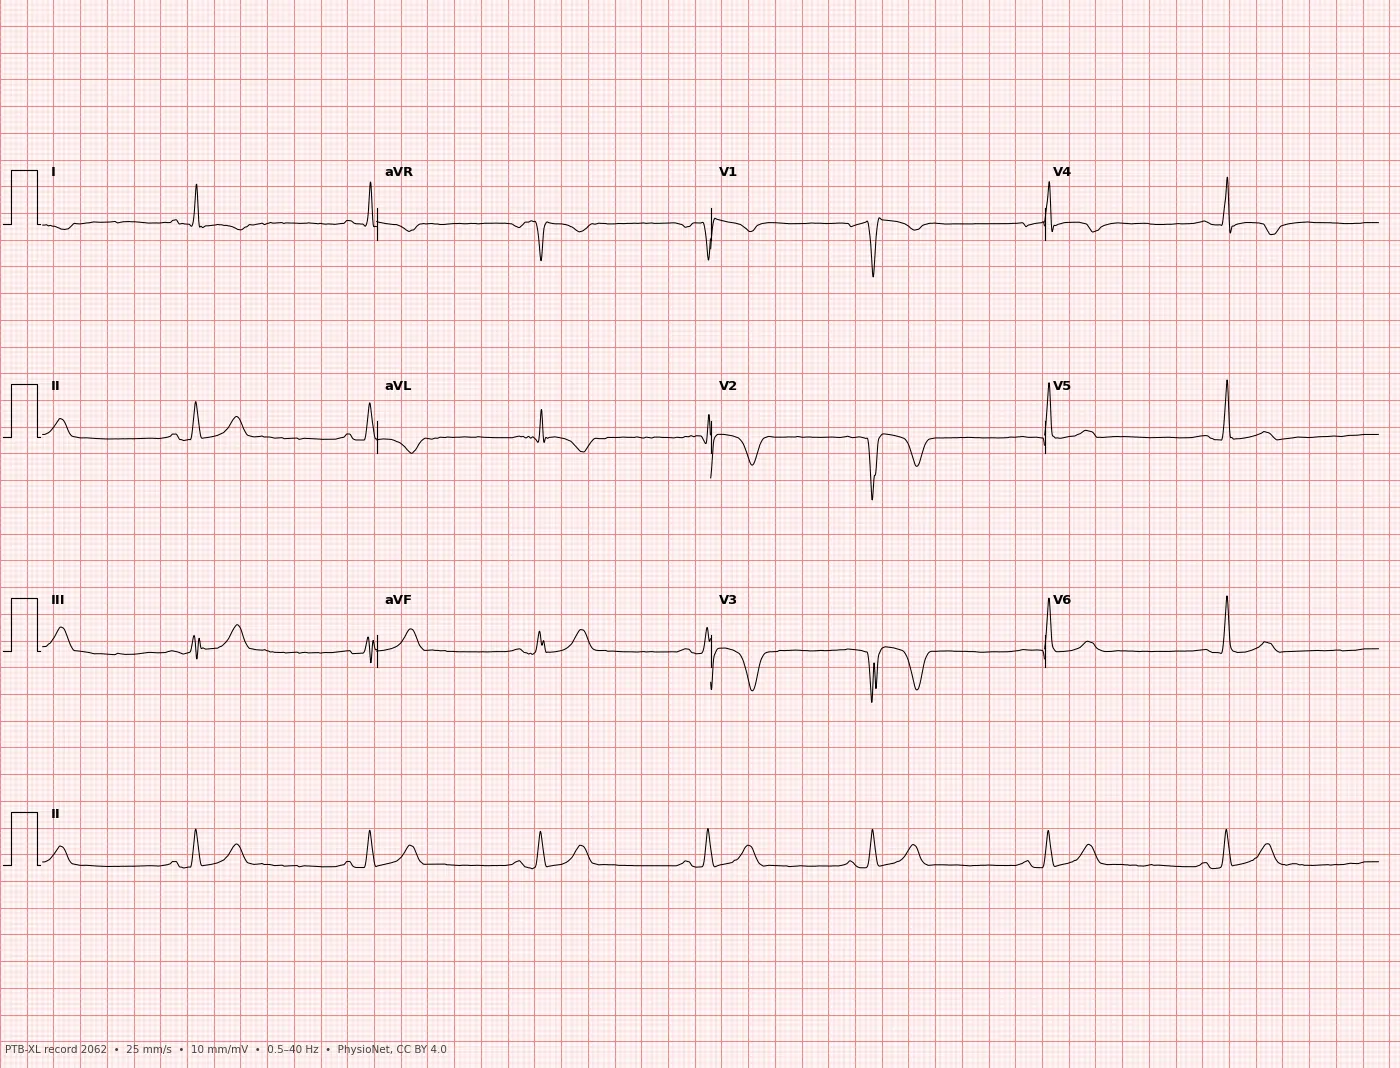 I aVR V1 V4
II aVL V2 V5
III aVF V3 V6
II
PTB-XL record 2062 • 25 mm/s • 10 mm/mV • 0.5–40 Hz • PhysioNet, CC BY 4.0